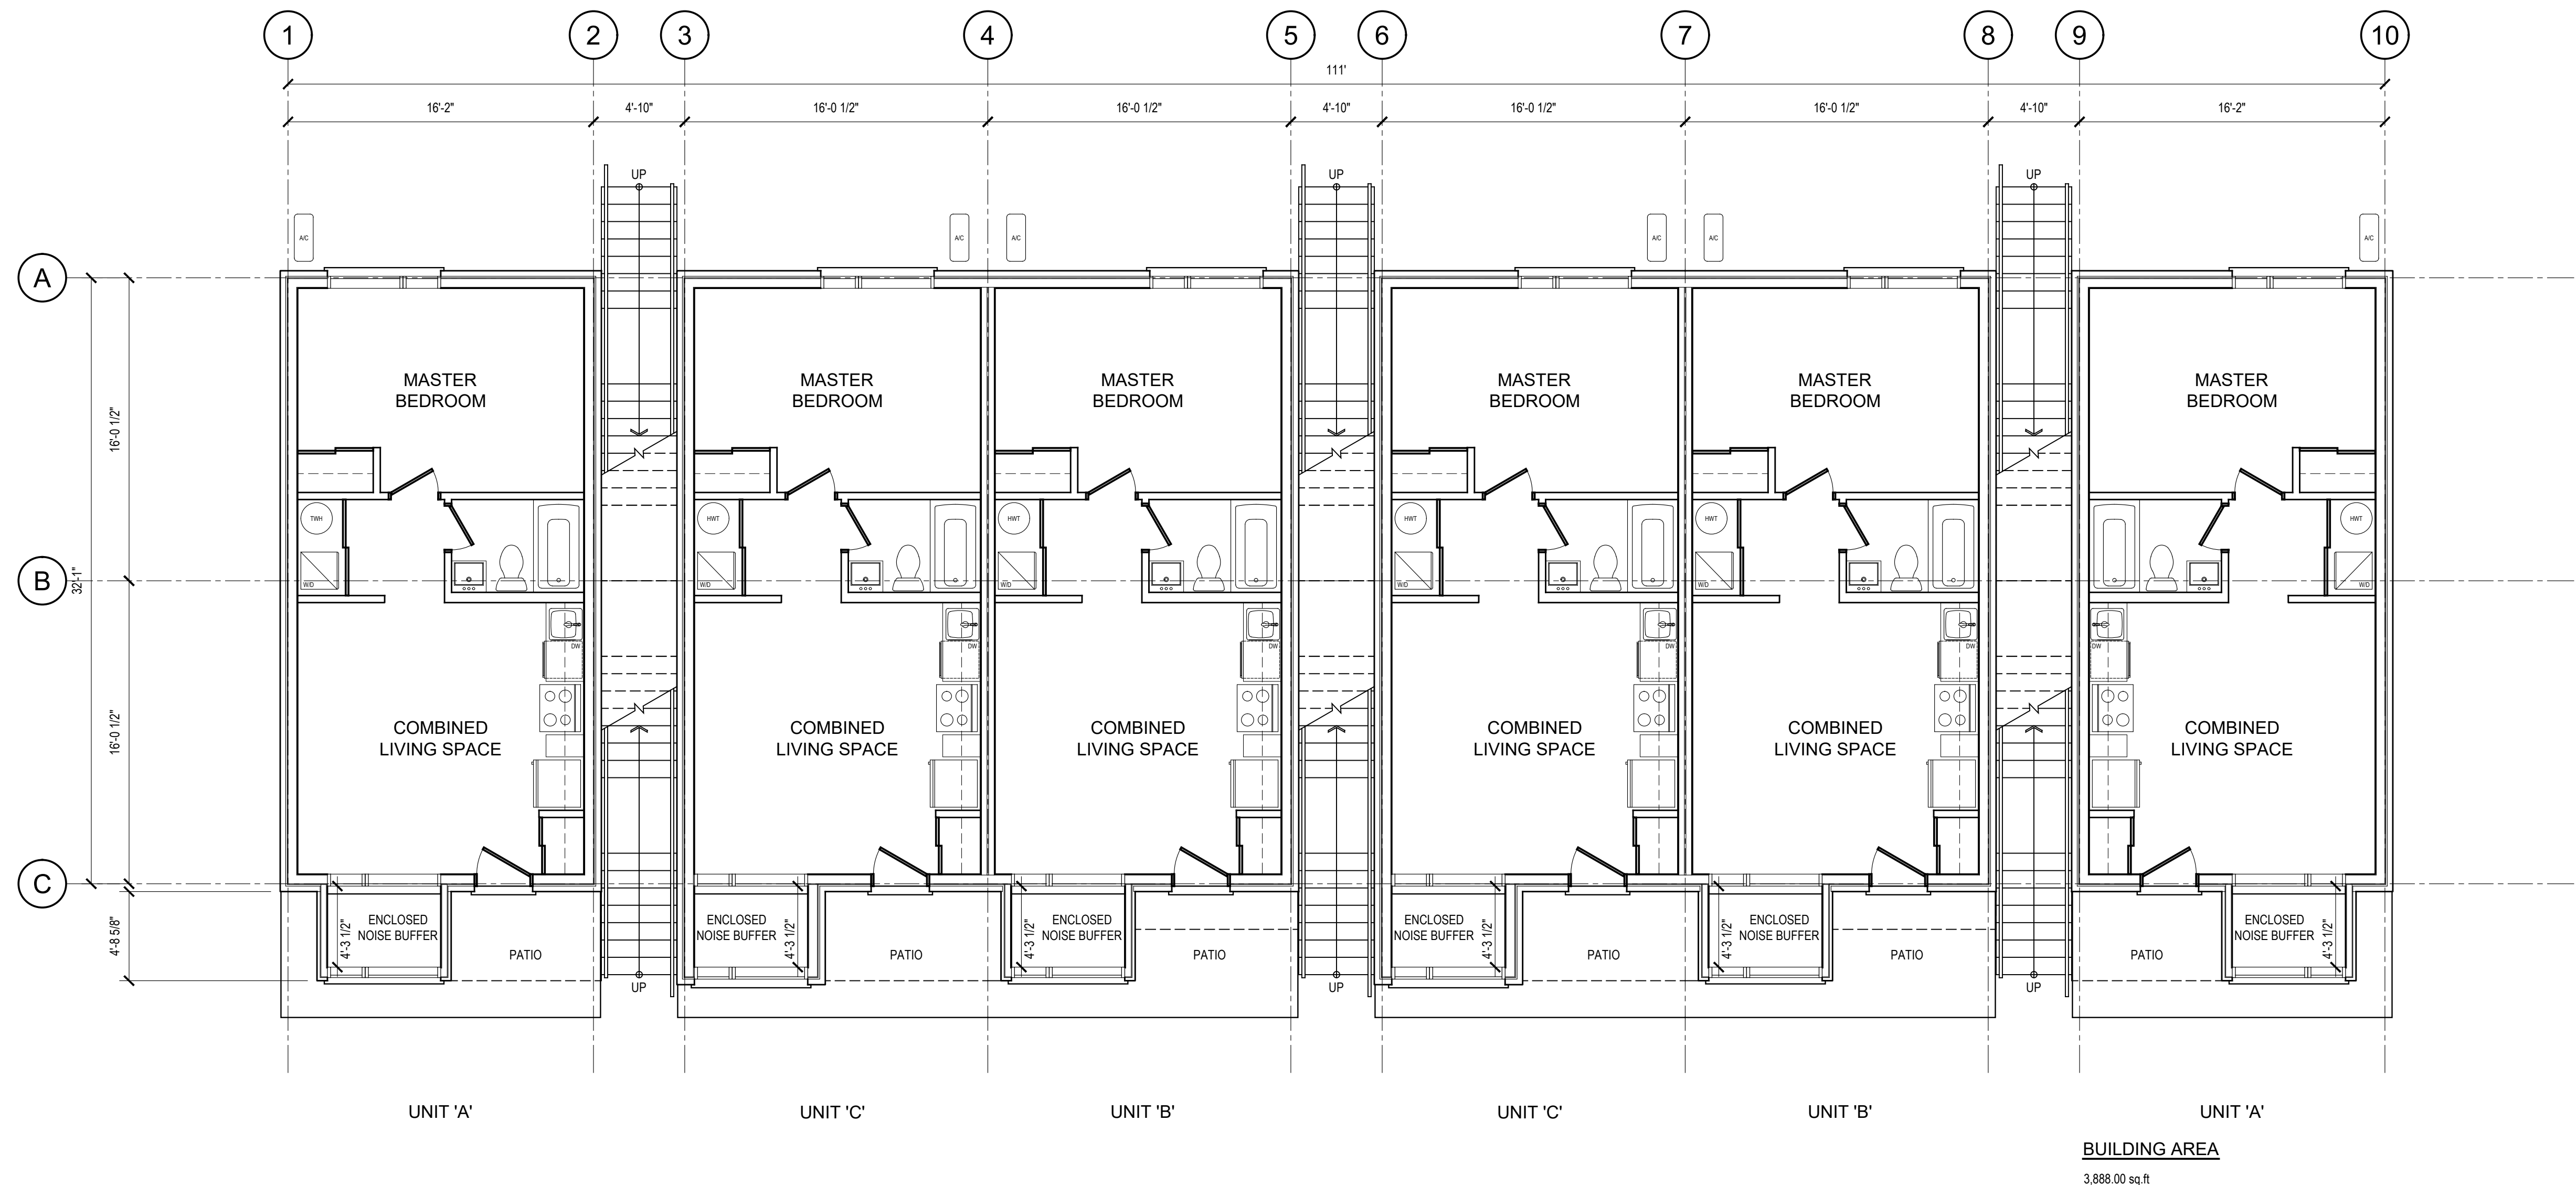 1 2 3 4 5 6 7 8 9 10
111'
16'-2" 4'-10" 16'-0 1/2" 16'-0 1/2" 4'-10" 16'-0 1/2" 16'-0 1/2" 4'-10" 16'-2"
UP UP UP
A/C A/C A/C A/C A/C A/C
A
MASTER MASTER MASTER MASTER MASTER MASTER
BEDROOM BEDROOM BEDROOM BEDROOM BEDROOM BEDROOM
16'-0 1/2"
TWH HWT HWT HWT HWT HWT
B
32'-1"
W/D W/D W/D W/D W/D W/D
DW DW DW DW DW DW
16'-0 1/2"
COMBINED COMBINED COMBINED COMBINED COMBINED COMBINED
LIVING SPACE LIVING SPACE LIVING SPACE LIVING SPACE LIVING SPACE LIVING SPACE
C
4'-8 5/8"
ENCLOSED ENCLOSED ENCLOSED ENCLOSED ENCLOSED ENCLOSED
NOISE BUFFER NOISE BUFFER NOISE BUFFER NOISE BUFFER NOISE BUFFER NOISE BUFFER
4'-3 1/2" 4'-3 1/2" 4'-3 1/2" 4'-3 1/2" 4'-3 1/2" 4'-3 1/2"
PATIO PATIO PATIO PATIO PATIO PATIO
UP UP UP
UNIT 'A' UNIT 'C' UNIT 'B' UNIT 'C' UNIT 'B' UNIT 'A'
BUILDING AREA
3,888.00 sq.ft